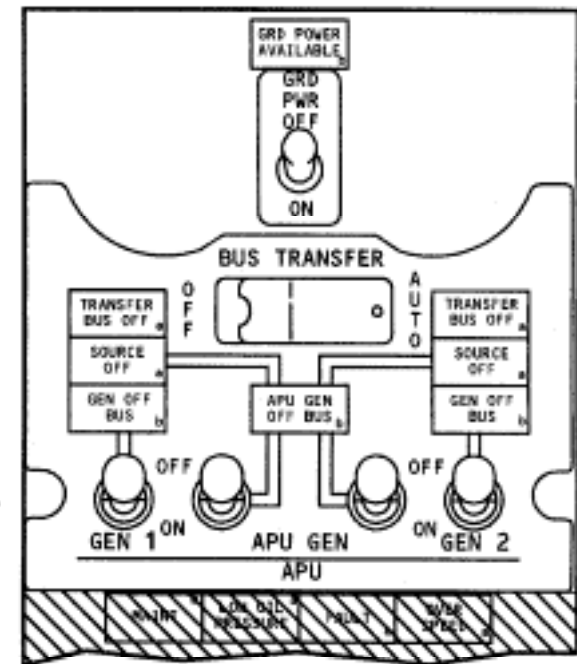 GRD POWER
AVAILABLE b
GRD
PWR
OFF
ON
BUS TRANSFER
OFF
AUTO
TRANSFER
BUS OFF a
SOURCE
OFF a
GEN OFF
BUS b
TRANSFER
BUS OFF a
SOURCE
OFF a
GEN OFF
BUS b
APU GEN
OFF BUS b
OFF
OFF
ON
ON
GEN 1
APU GEN
GEN 2
APU
MAINT
LOW OIL
PRESSURE
FAULT
OVER
SPEED